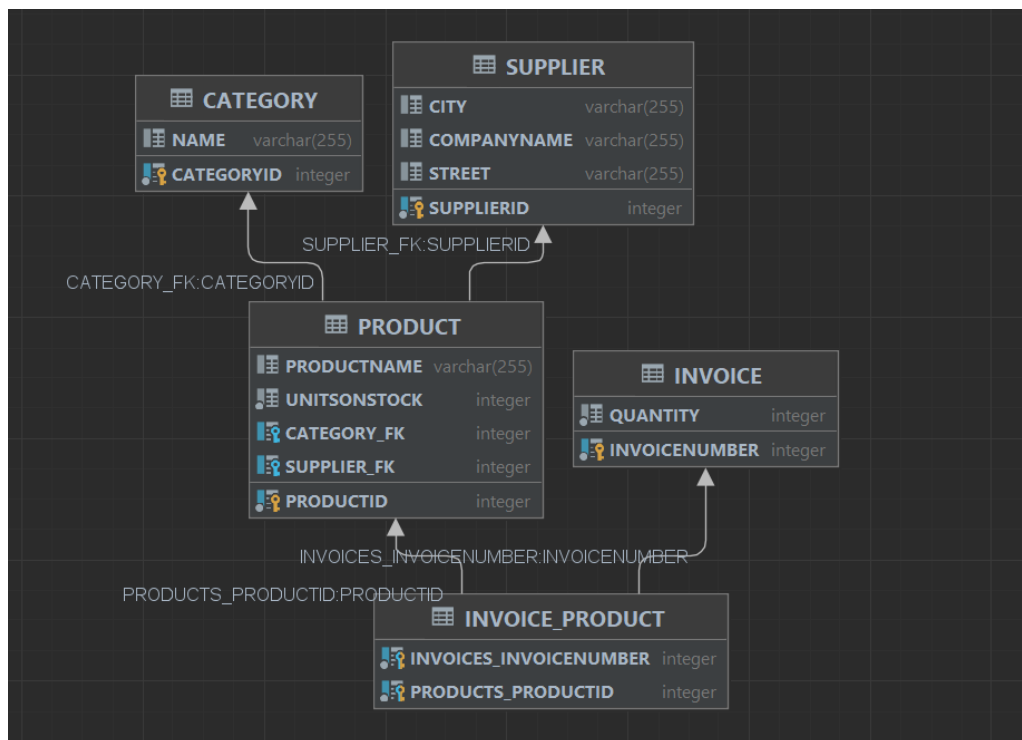 CATEGORY
NAME varchar(255)
CATEGORYID integer
SUPPLIER
CITY varchar(255)
COMPANYNAME varchar(255)
STREET varchar(255)
SUPPLIERID integer
SUPPLIER_FK:SUPPLIERID
CATEGORY_FK:CATEGORYID
PRODUCT
PRODUCTNAME varchar(255)
UNITSONSTOCK integer
CATEGORY_FK integer
SUPPLIER_FK integer
PRODUCTID integer
INVOICE
QUANTITY integer
INVOICENUMBER integer
INVOICES_INVOICENUMBER:INVOICENUMBER
PRODUCTS_PRODUCTID:PRODUCTID
INVOICE_PRODUCT
INVOICES_INVOICENUMBER integer
PRODUCTS_PRODUCTID integer